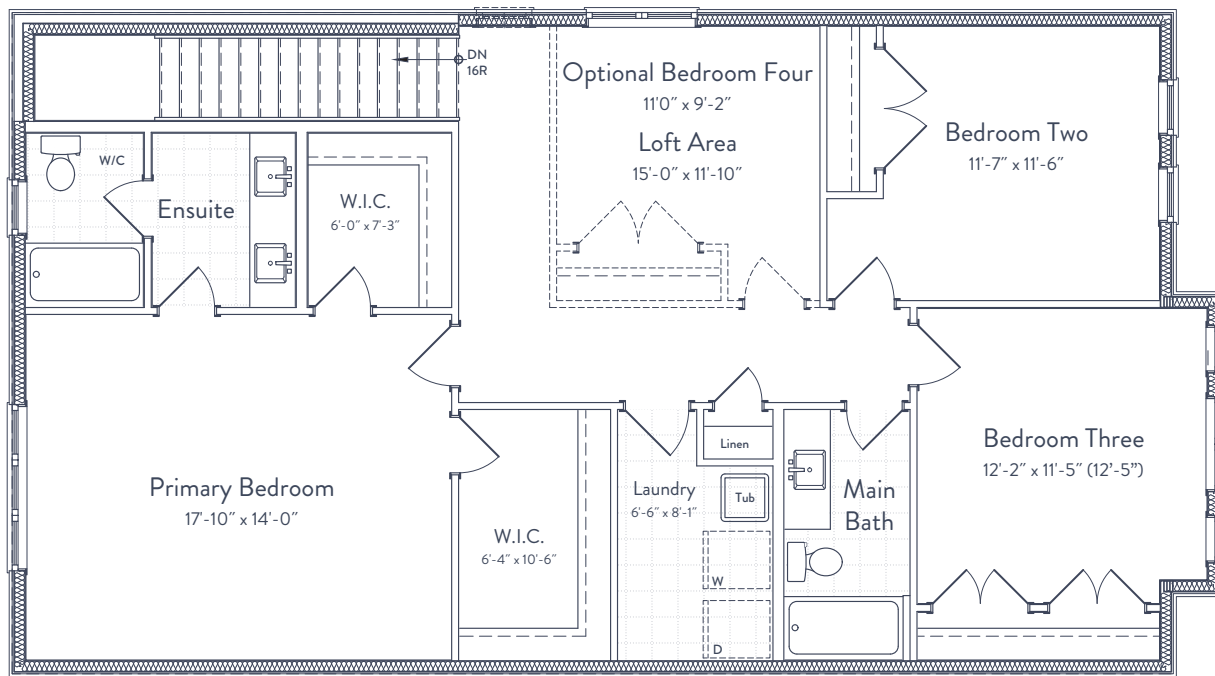 DN
16R
Optional Bedroom Four
11'0" x 9'-2"
Loft Area
15'-0" x 11'-10"
Bedroom Two
11'-7" x 11'-6"
W/C
Ensuite
W.I.C.
6'-0" x 7'-3"
Primary Bedroom
17'-10" x 14'-0"
W.I.C.
6'-4" x 10'-6"
Linen
Laundry
6'-6" x 8'-1"
Tub
W
D
Main
Bath
Bedroom Three
12'-2" x 11'-5" (12'-5")